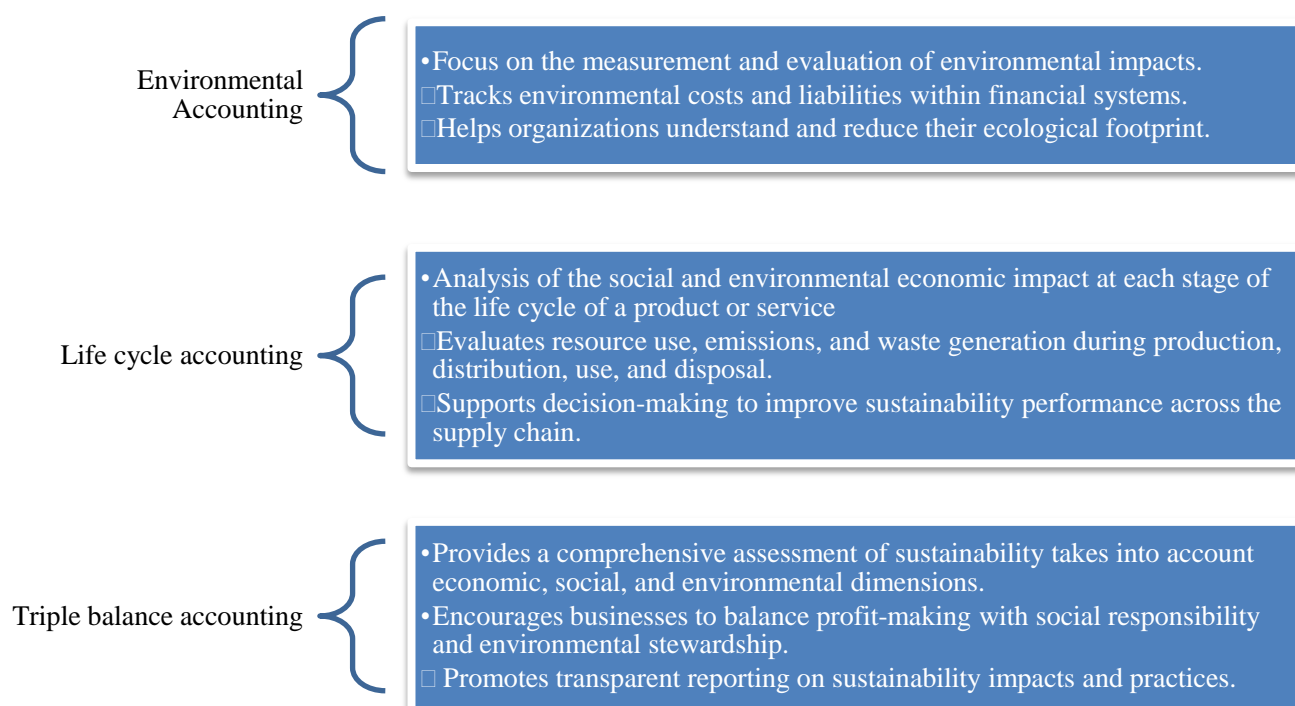 Environmental
Accounting
•Focus on the measurement and evaluation of environmental impacts.
□Tracks environmental costs and liabilities within financial systems.
□Helps organizations understand and reduce their ecological footprint.
Life cycle accounting
•Analysis of the social and environmental economic impact at each stage of
the life cycle of a product or service
□Evaluates resource use, emissions, and waste generation during production,
distribution, use, and disposal.
□Supports decision-making to improve sustainability performance across the
supply chain.
Triple balance accounting
•Provides a comprehensive assessment of sustainability takes into account
economic, social, and environmental dimensions.
•Encourages businesses to balance profit-making with social responsibility
and environmental stewardship.
□ Promotes transparent reporting on sustainability impacts and practices.